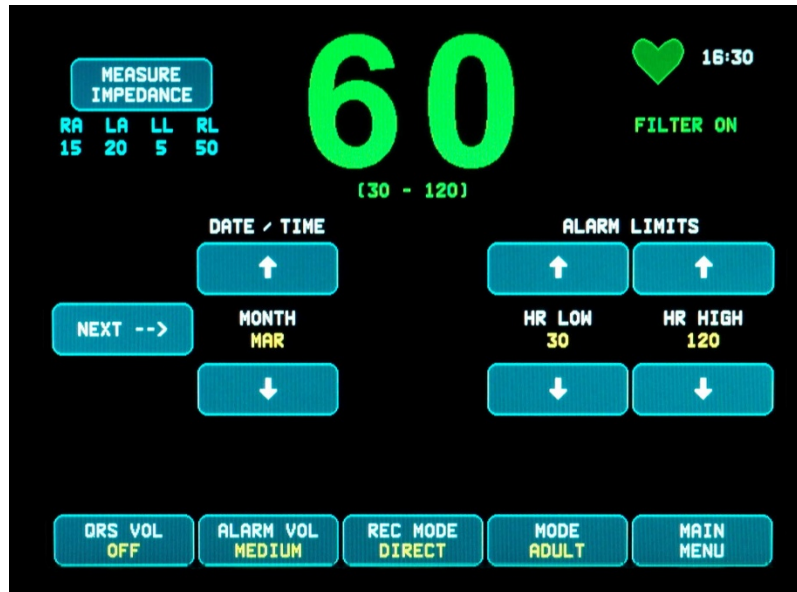 MEASURE
IMPEDANCE
RA LA LL RL
15 20 5 50
60
(30 - 120)
16:30
FILTER ON
DATE / TIME
ALARM LIMITS
NEXT -->
MONTH
MAR
HR LOW
30
HR HIGH
120
QRS VOL
OFF
ALARM VOL
MEDIUM
REC MODE
DIRECT
MODE
ADULT
MAIN
MENU